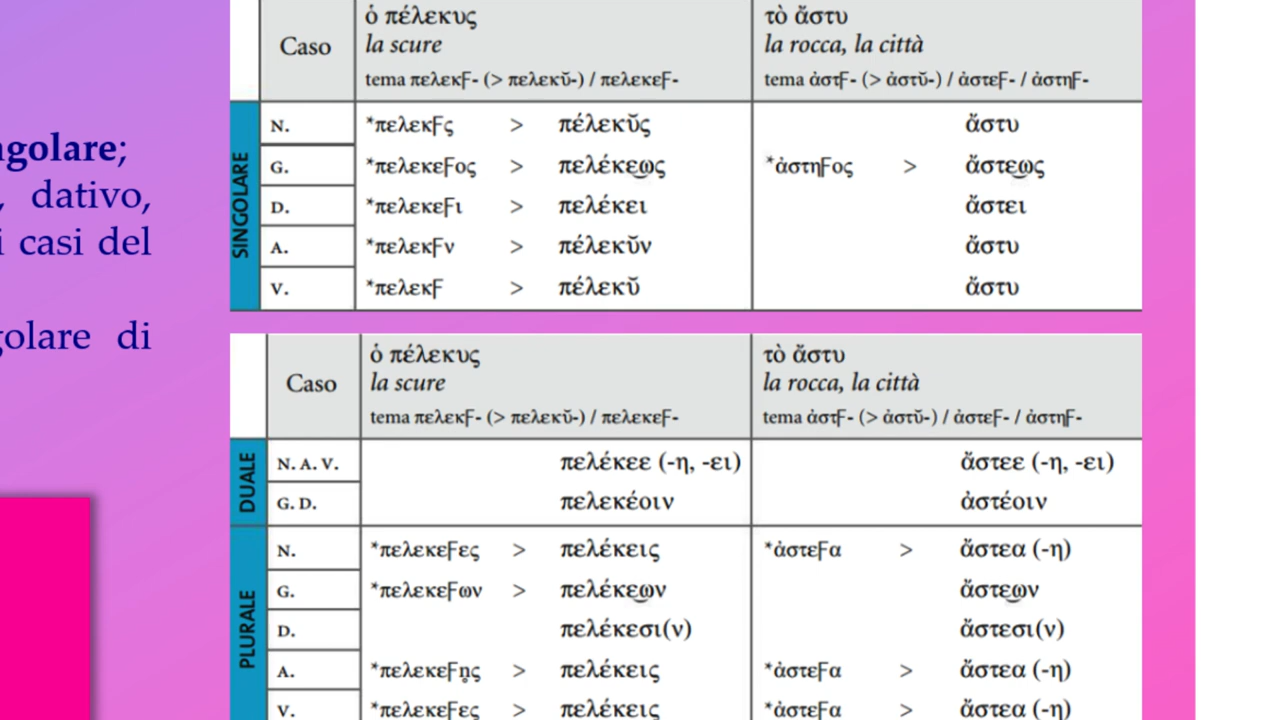 ngolare;
, dativo,
i casi del
golare di
Caso
ὁ πέλεκυς
la scure
tema πελεκϜ- (> πελεκῠ-) / πελεκεϜ-
τὸ ἄστυ
la rocca, la città
tema ἀστϜ- (> ἀστῠ-) / ἀστεϜ- / ἀστηϜ-
SINGOLARE
N. *πελεκϜς > πέλεκῠς ἄστυ
G. *πελεκεϜος > πελέκεως *ἀστηϜος > ἄστεως
D. *πελεκεϜι > πελέκει ἄστει
A. *πελεκϜν > πέλεκῠν ἄστυ
V. *πελεκϜ > πέλεκῠ ἄστυ
Caso
ὁ πέλεκυς
la scure
tema πελεκϜ- (> πελεκῠ-) / πελεκεϜ-
τὸ ἄστυ
la rocca, la città
tema ἀστϜ- (> ἀστῠ-) / ἀστεϜ- / ἀστηϜ-
DUALE
N. A. V. πελέκεε (-η, -ει) ἄστεε (-η, -ει)
G. D. πελεκέοιν ἀστέοιν
PLURALE
N. *πελεκεϜες > πελέκεις *ἀστεϜα > ἄστεα (-η)
G. *πελεκεϜων > πελέκεων ἄστεων
D. πελέκεσι(ν) ἄστεσι(ν)
A. *πελεκεϜn̥ς > πελέκεις *ἀστεϜα > ἄστεα (-η)
V. *πελεκεϜες > πελέκεις *ἀστεϜα > ἄστεα (-η)